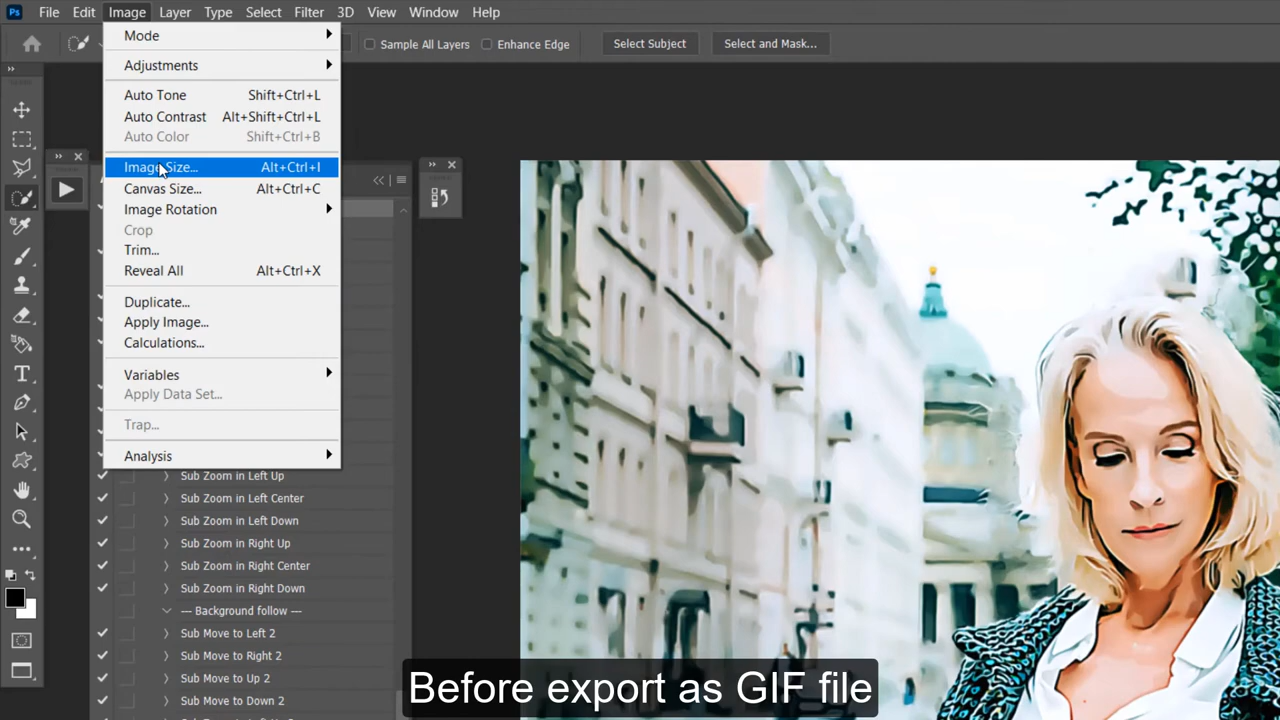 Ps File Edit Image Layer Type Select Filter 3D View Window Help
Sample All Layers Enhance Edge Select Subject Select and Mask...
Mode
Adjustments
Auto Tone Shift+Ctrl+L
Auto Contrast Alt+Shift+Ctrl+L
Auto Color Shift+Ctrl+B
Image Size... Alt+Ctrl+I
Canvas Size... Alt+Ctrl+C
Image Rotation
Crop
Trim...
Reveal All Alt+Ctrl+X
Duplicate...
Apply Image...
Calculations...
Variables
Apply Data Set...
Trap...
Analysis
Sub Zoom in Left Up
Sub Zoom in Left Center
Sub Zoom in Left Down
Sub Zoom in Right Up
Sub Zoom in Right Center
Sub Zoom in Right Down
--- Background follow ---
Sub Move to Left 2
Sub Move to Right 2
Sub Move to Up 2
Sub Move to Down 2
Before export as GIF file